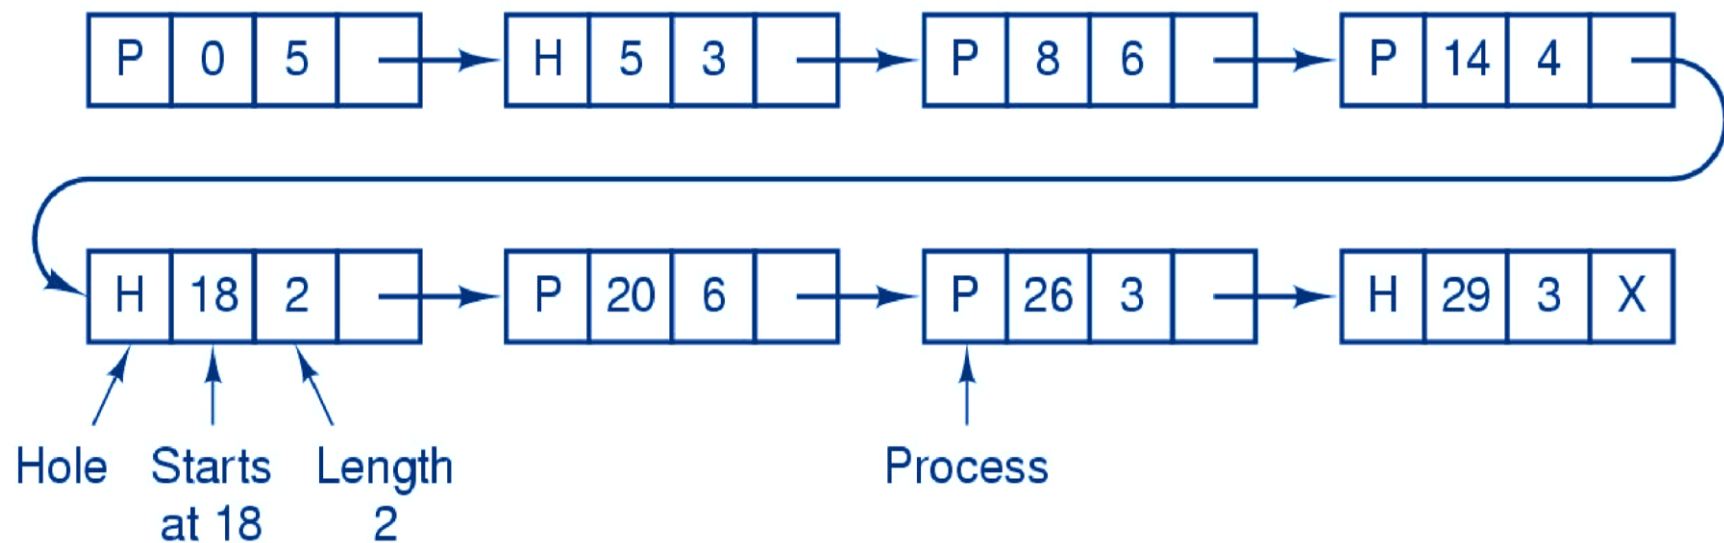 P 0 5 H 5 3 P 8 6 P 14 4
H 18 2 P 20 6 P 26 3 H 29 3 X
Hole Starts Length Process
at 18 2